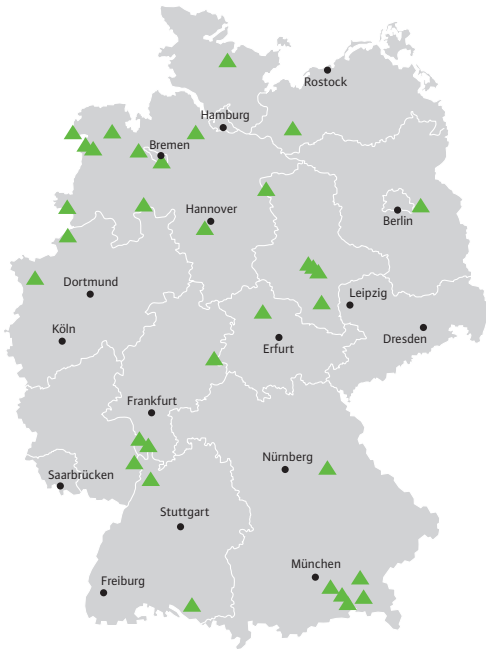 Rostock
Hamburg
Bremen
Hannover
Berlin
Dortmund
Leipzig
Köln
Erfurt
Dresden
Frankfurt
Nürnberg
Saarbrücken
Stuttgart
München
Freiburg